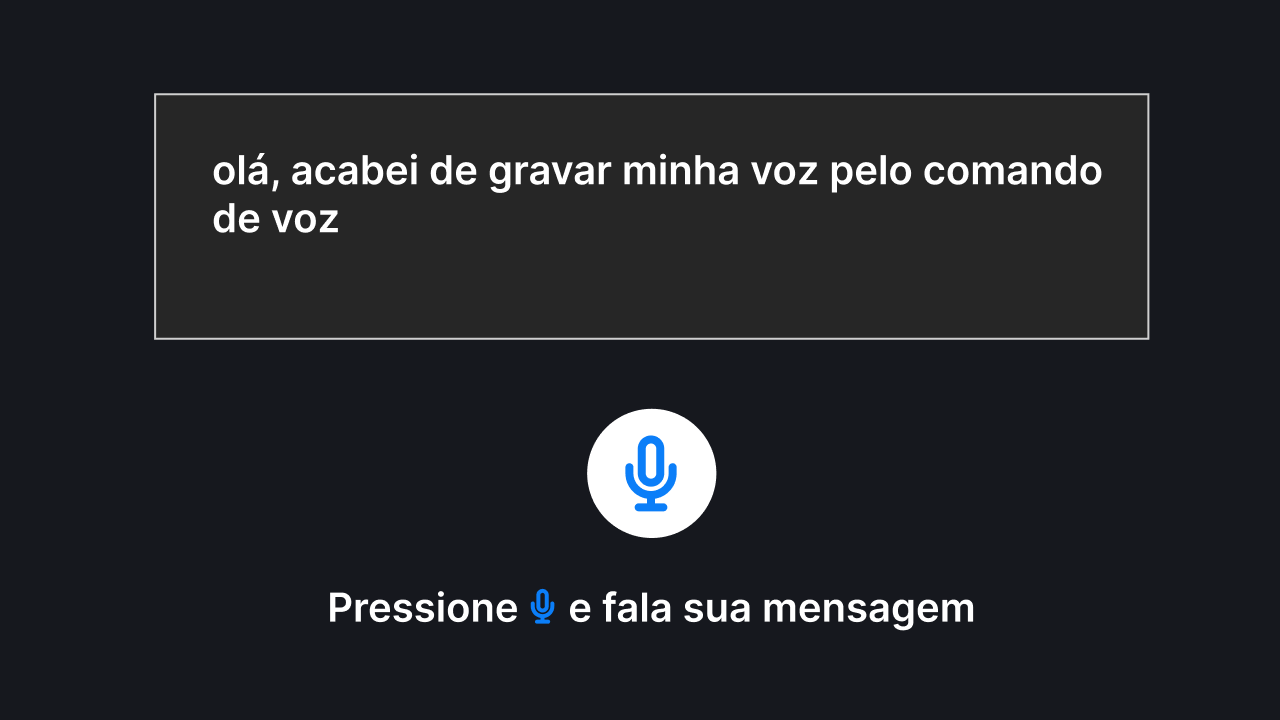 olá, acabei de gravar minha voz pelo comando
de voz
Pressione e fala sua mensagem